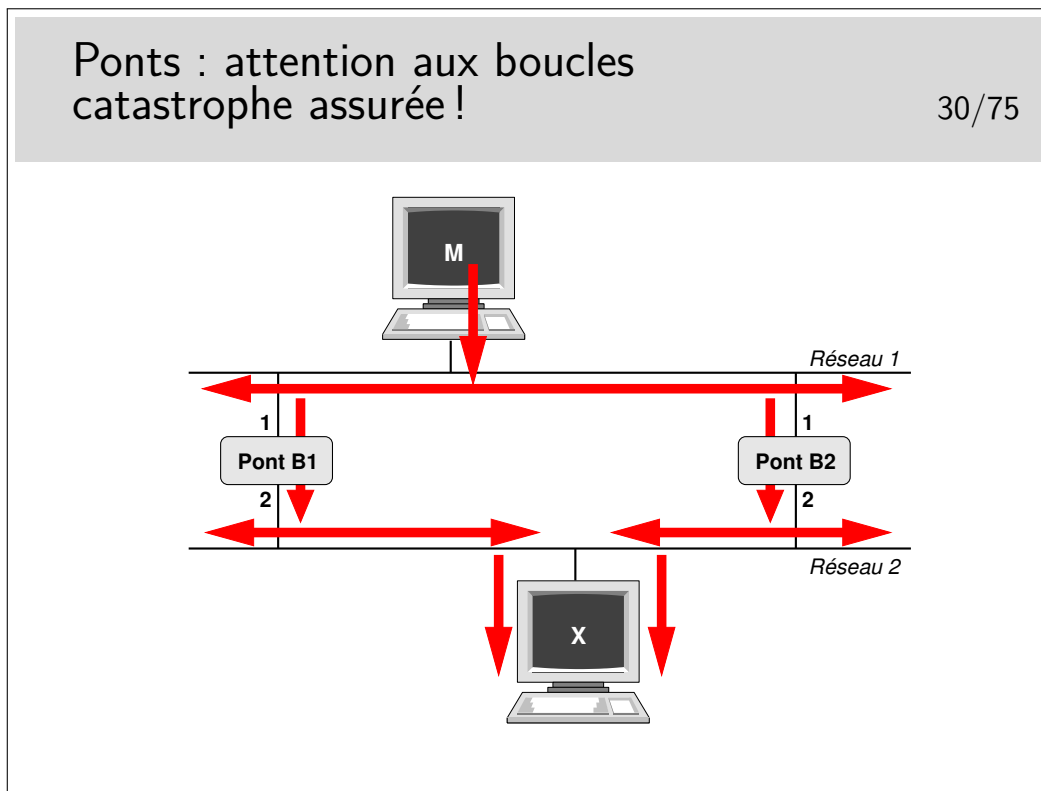 Ponts : attention aux boucles
catastrophe assurée !
30/75
M
Réseau 1
1
1
Pont B1
Pont B2
2
2
Réseau 2
X